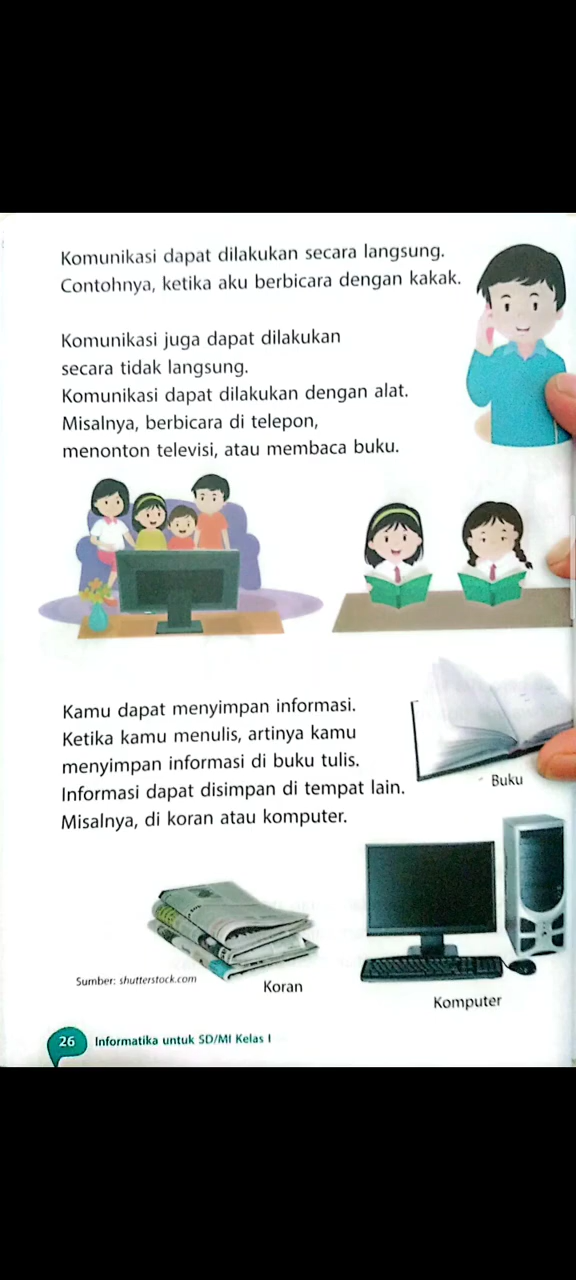 Komunikasi dapat dilakukan secara langsung.
Contohnya, ketika aku berbicara dengan kakak.
Komunikasi juga dapat dilakukan
secara tidak langsung.
Komunikasi dapat dilakukan dengan alat.
Misalnya, berbicara di telepon,
menonton televisi, atau membaca buku.
Kamu dapat menyimpan informasi.
Ketika kamu menulis, artinya kamu
menyimpan informasi di buku tulis.
Informasi dapat disimpan di tempat lain.
Misalnya, di koran atau komputer.
Buku
Sumber: shutterstock.com
Koran
Komputer
26 Informatika untuk SD/MI Kelas I